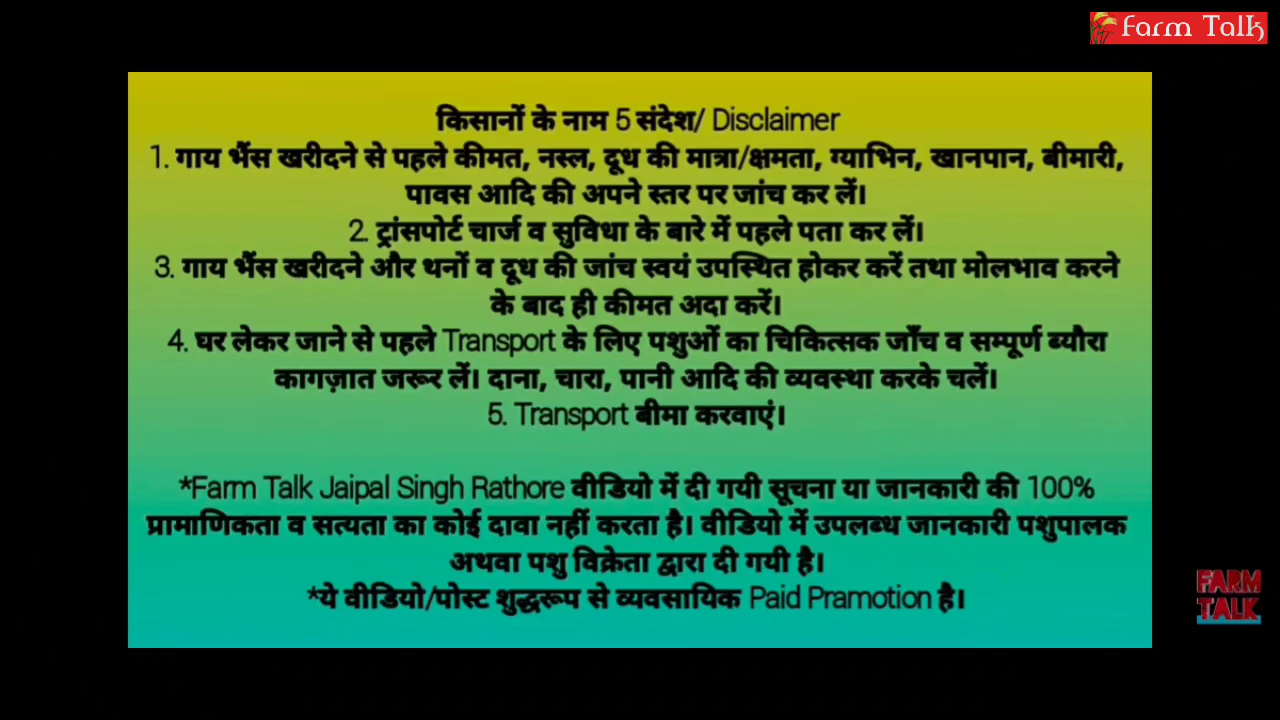 Farm Talk
किसानों के नाम 5 संदेश/ Disclaimer
1. गाय भैंस खरीदने से पहले कीमत, नस्ल, दूध की मात्रा/क्षमता, ग्याभिन, खानपान, बीमारी,
पावस आदि की अपने स्तर पर जांच कर लें।
2. ट्रांसपोर्ट चार्ज व सुविधा के बारे में पहले पता कर लें।
3. गाय भैंस खरीदने और थनों व दूध की जांच स्वयं उपस्थित होकर करें तथा मोलभाव करने
के बाद ही कीमत अदा करें।
4. घर लेकर जाने से पहले Transport के लिए पशुओं का चिकित्सक जाँच व सम्पूर्ण ब्यौरा
कागज़ात जरूर लें। दाना, चारा, पानी आदि की व्यवस्था करके चलें।
5. Transport बीमा करवाएं।
*Farm Talk Jaipal Singh Rathore वीडियो में दी गयी सूचना या जानकारी की 100%
प्रामाणिकता व सत्यता का कोई दावा नहीं करता है। वीडियो में उपलब्ध जानकारी पशुपालक
अथवा पशु विक्रेता द्वारा दी गयी है।
*ये वीडियो/पोस्ट शुद्धरूप से व्यवसायिक Paid Pramotion है।
FARM
TALK